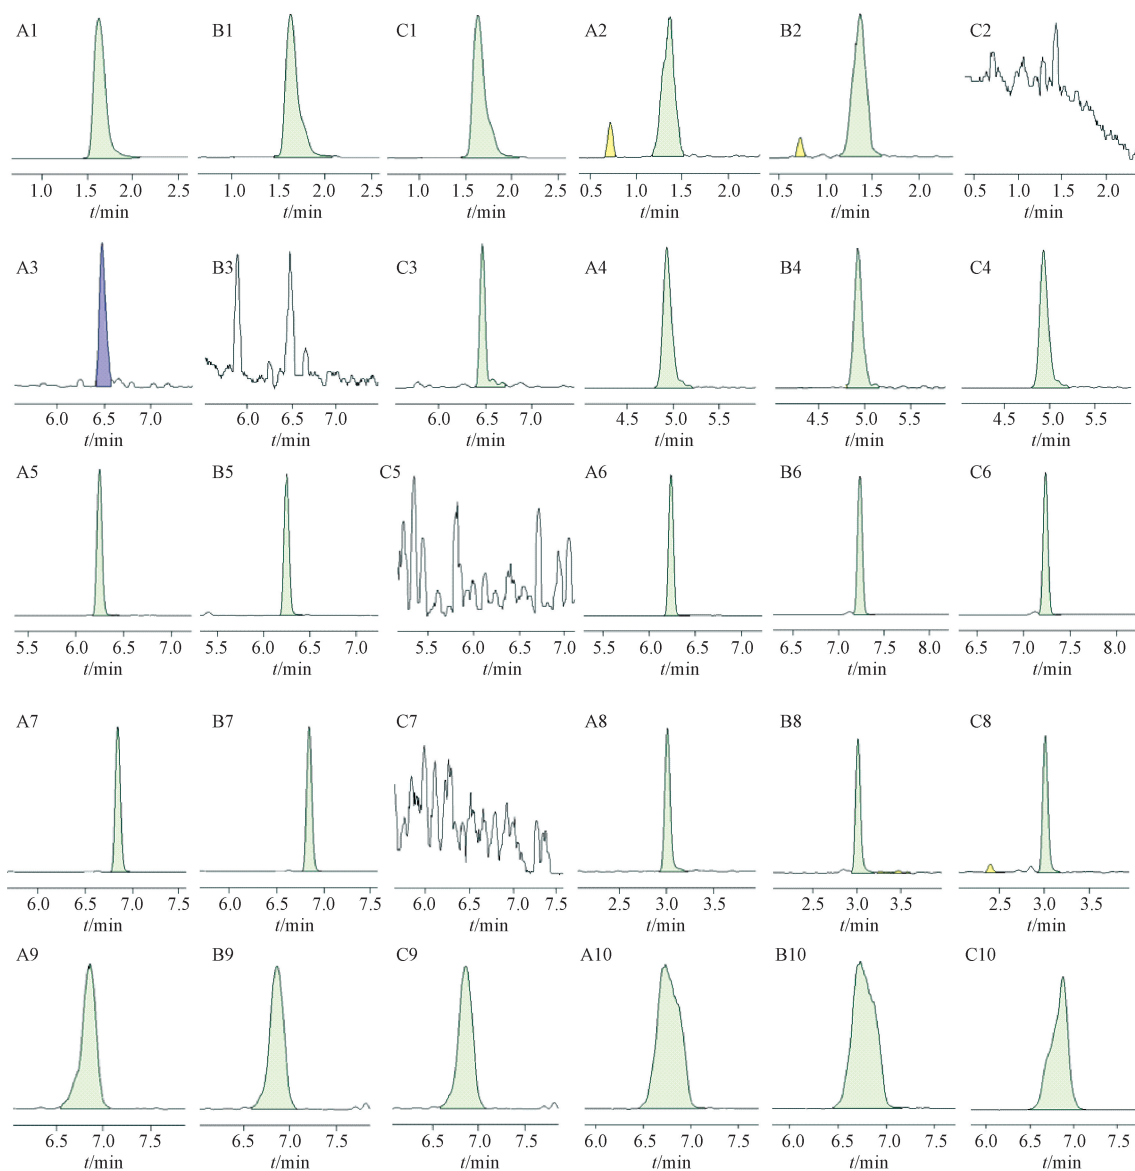 A1 B1 C1 A2 B2 C2
1.0 1.5 2.0 2.5 1.0 1.5 2.0 2.5 1.0 1.5 2.0 2.5 0.5 1.0 1.5 2.0 0.5 1.0 1.5 2.0 0.5 1.0 1.5 2.0
t/min t/min t/min t/min t/min t/min
A3 B3 C3 A4 B4 C4
6.0 6.5 7.0 6.0 6.5 7.0 6.0 6.5 7.0 4.5 5.0 5.5 4.5 5.0 5.5 4.5 5.0 5.5
t/min t/min t/min t/min t/min t/min
A5 B5 C5 A6 B6 C6
5.5 6.0 6.5 7.0 5.5 6.0 6.5 7.0 5.5 6.0 6.5 7.0 5.5 6.0 6.5 7.0 6.5 7.0 7.5 8.0 6.5 7.0 7.5 8.0
t/min t/min t/min t/min t/min t/min
A7 B7 C7 A8 B8 C8
6.0 6.5 7.0 7.5 6.0 6.5 7.0 7.5 6.0 6.5 7.0 7.5 2.5 3.0 3.5 2.5 3.0 3.5 2.5 3.0 3.5
t/min t/min t/min t/min t/min t/min
A9 B9 C9 A10 B10 C10
6.5 7.0 7.5 6.5 7.0 7.5 6.5 7.0 7.5 6.0 6.5 7.0 7.5 6.0 6.5 7.0 7.5 6.0 6.5 7.0 7.5
t/min t/min t/min t/min t/min t/min